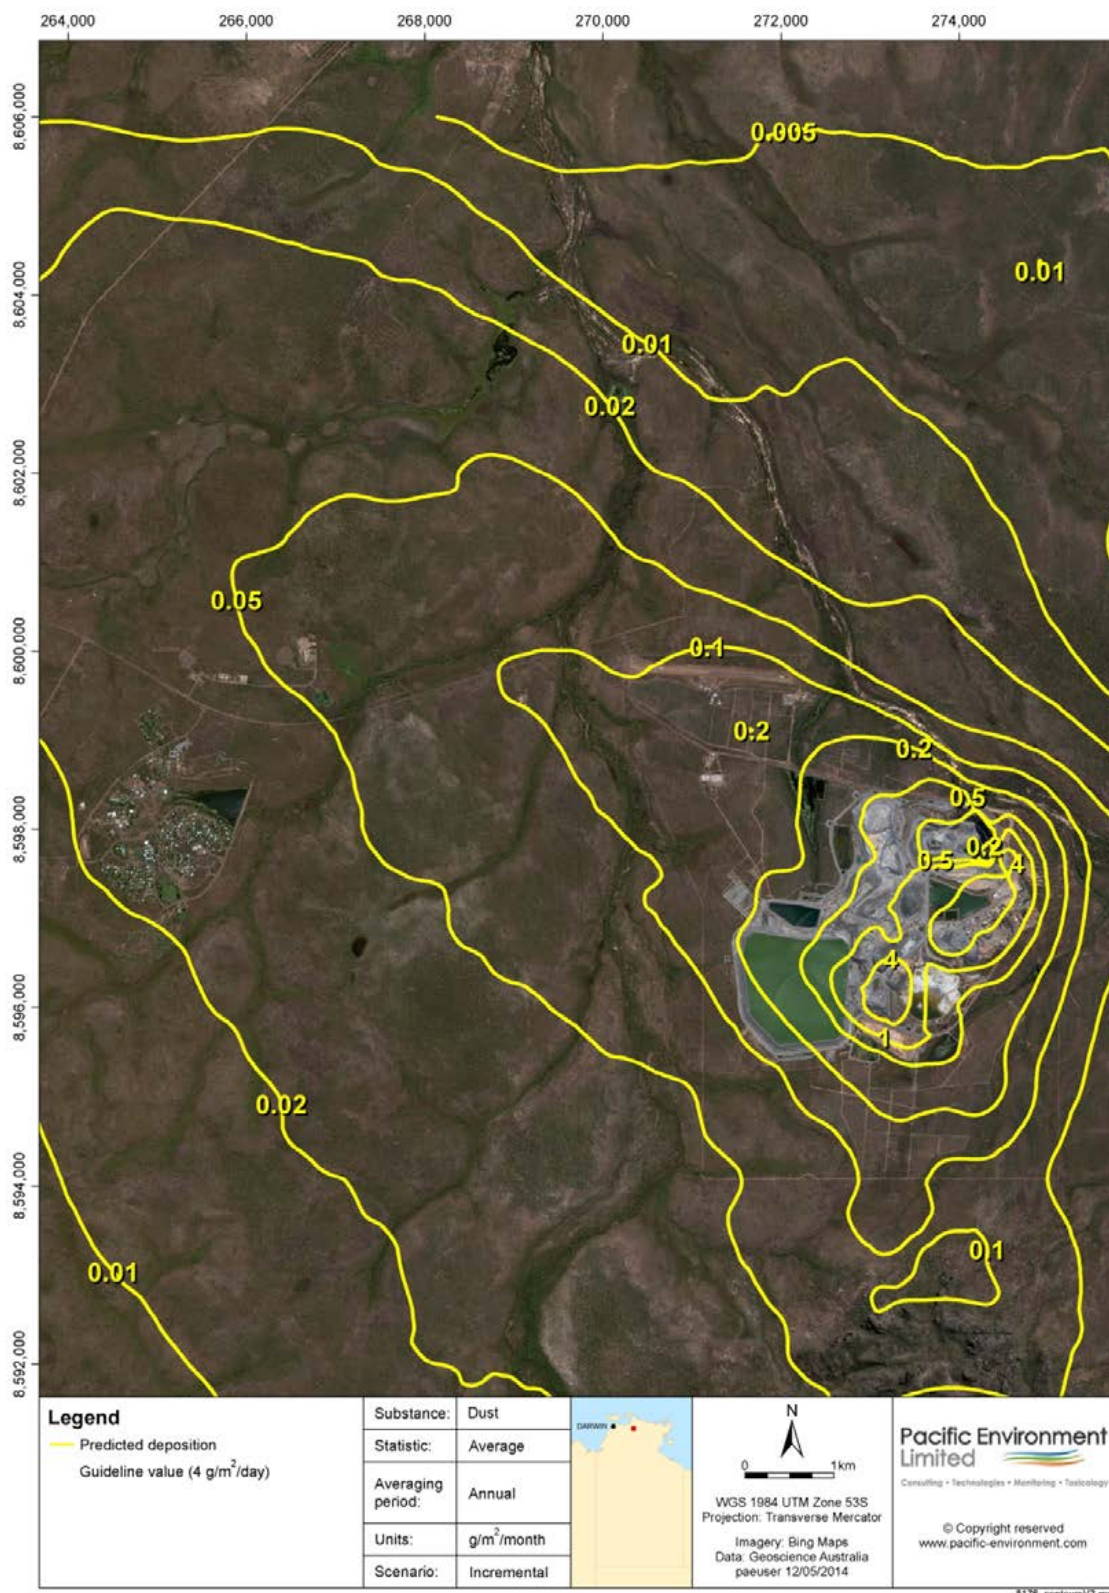 264,000 266,000 268,000 270,000 272,000 274,000
8,606,000
8,604,000
8,602,000
8,600,000
8,598,000
8,596,000
8,594,000
8,592,000
0.005
0.01
0.01
0.02
0.05
0.1
0.2
0.2
0.5
0.2
0.5
4
4
1
0.02
0.1
0.01
Legend
Predicted deposition
Guideline value (4 g/m²/day)
Substance: Dust
Statistic: Average
Averaging period: Annual
Units: g/m²/month
Scenario: Incremental
DARWIN
N
0 1km
WGS 1984 UTM Zone 53S
Projection: Transverse Mercator
Imagery: Bing Maps
Data: Geoscience Australia
paeuser 12/05/2014
Pacific Environment
Limited
Consulting • Technologies • Monitoring • Toxicology
© Copyright reserved
www.pacific-environment.com